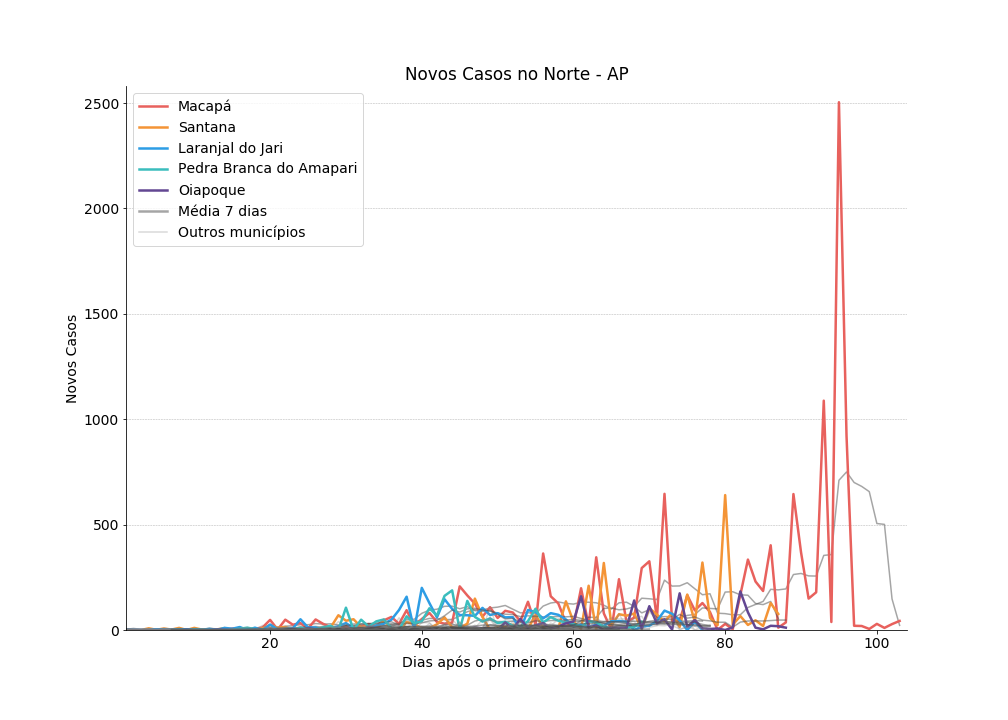 Novos Casos no Norte - AP
2500
2000
1500
1000
500
0
Novos Casos
Macapá
Santana
Laranjal do Jari
Pedra Branca do Amapari
Oiapoque
Média 7 dias
Outros municípios
20 40 60 80 100
Dias após o primeiro confirmado